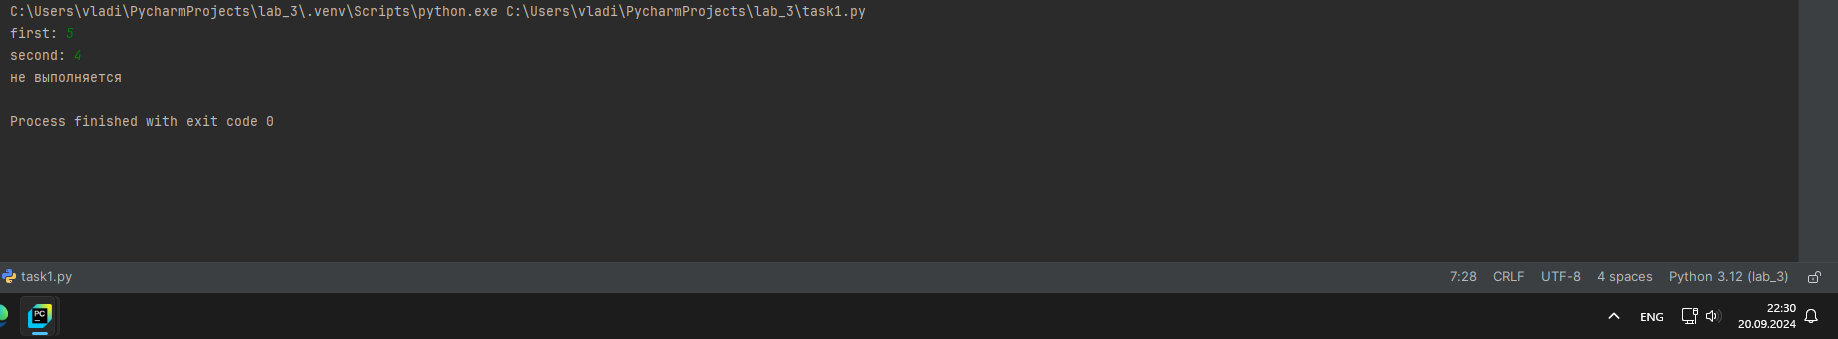 C:\Users\vladi\PycharmProjects\lab_3\.venv\Scripts\python.exe C:\Users\vladi\PycharmProjects\lab_3\task1.py
first: 5
second: 4
не выполняется
Process finished with exit code 0
task1.py 7:28 CRLF UTF-8 4 spaces Python 3.12 (lab_3)
PC ENG 22:30
20.09.2024